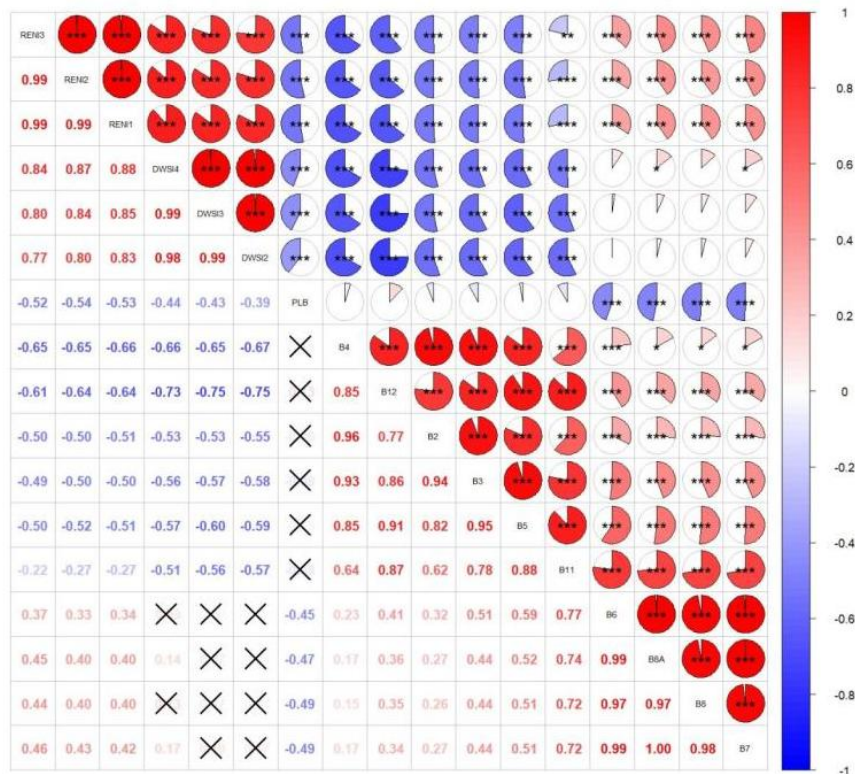 RENI3 *** *** *** *** *** *** *** *** *** *** *** ** *** *** *** ***
0.99 RENI2 *** *** *** *** *** *** *** *** *** *** *** *** *** *** ***
0.99 0.99 RENI1 *** *** *** *** *** *** *** *** *** *** *** *** *** ***
0.84 0.87 0.88 DWSI4 *** *** *** *** *** *** *** *** *** * *
0.80 0.84 0.85 0.99 DWSI3 *** *** *** *** *** *** *** ***
0.77 0.80 0.83 0.98 0.99 DWSI2 *** *** *** *** *** *** ***
-0.52 -0.54 -0.53 -0.44 -0.43 -0.39 PLB *** *** *** ***
-0.65 -0.65 -0.66 -0.66 -0.65 -0.67 B4 *** *** *** *** *** *** * * *
-0.61 -0.64 -0.64 -0.73 -0.75 -0.75 0.85 B12 *** *** *** *** *** *** *** ***
-0.50 -0.50 -0.51 -0.53 -0.53 -0.55 0.96 0.77 B2 *** *** *** *** *** *** ***
-0.49 -0.50 -0.50 -0.56 -0.57 -0.58 0.93 0.86 0.94 B3 *** *** *** *** *** ***
-0.50 -0.52 -0.51 -0.57 -0.60 -0.59 0.85 0.91 0.82 0.95 B5 *** *** *** *** ***
-0.22 -0.27 -0.27 -0.51 -0.56 -0.57 0.64 0.87 0.62 0.78 0.88 B11 *** *** *** ***
0.37 0.33 0.34 -0.45 0.23 0.41 0.32 0.51 0.59 0.77 B6 *** *** ***
0.45 0.40 0.40 0.14 -0.47 0.17 0.36 0.27 0.44 0.52 0.74 0.99 B8A *** ***
0.44 0.40 0.40 -0.49 0.15 0.35 0.26 0.44 0.51 0.72 0.97 0.97 B8 ***
0.46 0.43 0.42 0.17 -0.49 0.17 0.34 0.27 0.44 0.51 0.72 0.99 1.00 0.98 B7
1
0.8
0.6
0.4
0.2
0
-0.2
-0.4
-0.6
-0.8
-1